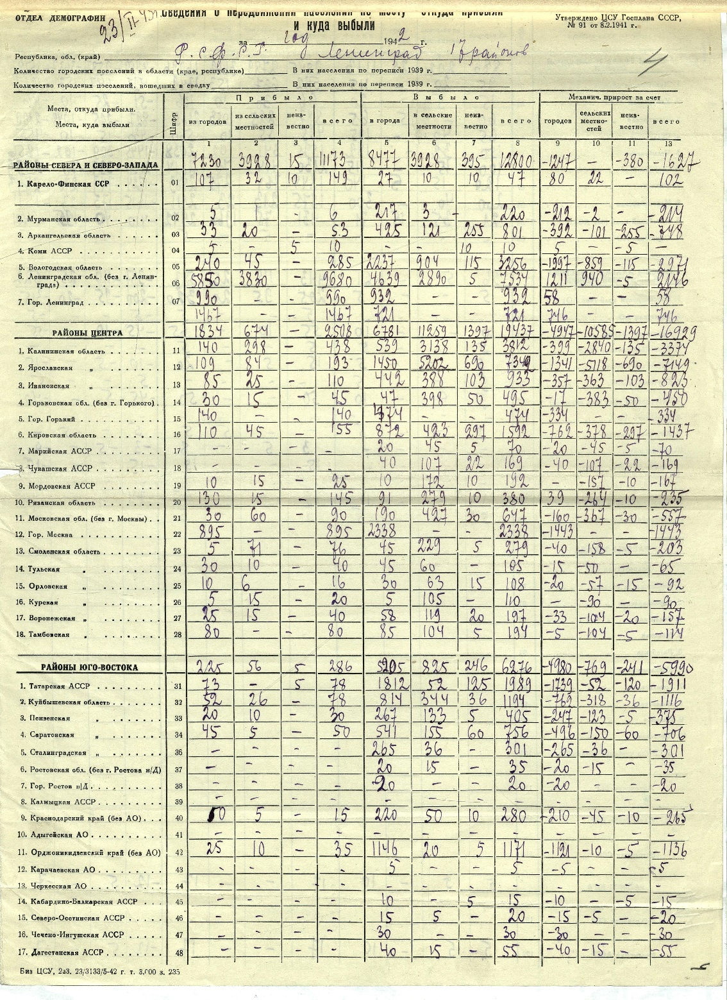 ОТДЕЛ ДЕМОГРАФИИ
23/II-43г.
Сведения о передвижении населения по месту откуда прибыли
и куда выбыли
за год 1942 г.
Утверждено ЦСУ Госплана СССР,
№ 91 от 8.2.1941 г.
Республика, обл. (край) Р.С.Ф.С.Р. Ленинград 17 районов
4
Количество городских поселений в области (крае, республике) В них населения по переписи 1939 г.
Количество городских поселений, вошедших в сводку В них населения по переписи 1939 г.
Места, откуда прибыли.
Места, куда выбыли
Шифр
Прибыло Выбыло Механич. прирост за счет
из городов из сельских местностей неизвестно всего в города в сельские местности неизвестно всего городов сельских местностей неизвестно всего
1 2 3 4 5 6 7 8 9 10 11 13
РАЙОНЫ СЕВЕРА И СЕВЕРО-ЗАПАДА 7230 3928 15 11173 8477 3928 395 12800 -1247 — -380 -1627
1. Карело-Финская ССР 01 107 32 10 149 27 10 10 47 80 22 — 102
2. Мурманская область 02 5 1 - 6 217 3 - 220 -212 -2 - -214
3. Архангельская область 03 33 20 — 53 425 121 255 801 -392 -101 -255 -748
4. Коми АССР 04 5 - 5 10 - - 10 10 5 — -5 —
5. Вологодская область 05 240 45 - 285 2237 904 115 3256 -1997 -859 -115 -2971
6. Ленинградская обл. (без г. Ленинграда) 06 5850 3830 - 9680 4639 2890 5 7534 1211 940 -5 2146
7. Гор. Ленинград 07 990 - - 990 932 — — 932 58 — — 58
1467 - - 1467 721 — — 721 746 — — 746
РАЙОНЫ ЦЕНТРА 1834 674 — 2508 6781 11259 1397 19437 -4947 -10585 -1397 -16929
1. Калининская область 11 140 298 - 438 539 3138 135 3812 -399 -2840 -135 -3374
2. Ярославская „ 12 109 84 - 193 1450 5202 690 7342 -1341 -5118 -690 -7149
3. Ивановская „ 13 85 25 - 110 442 388 103 933 -357 -363 -103 -823
4. Горьковская обл. (без г. Горького) 14 30 15 - 45 47 398 50 495 -17 -383 -50 -450
5. Гор. Горький 15 140 — - 140 474 - - 474 -334 — - -334
6. Кировская область 16 110 45 - 155 872 423 297 1592 -762 -378 -297 -1437
7. Марийская АССР 17 - - - - 20 45 5 70 -20 -45 -5 -70
8. Чувашская АССР 18 - - - - 40 107 22 169 -40 -107 -22 -169
9. Мордовская АССР 19 10 15 - 25 10 172 10 192 - -157 -10 -167
10. Рязанская область 20 130 15 - 145 91 279 10 380 39 -264 -10 -235
11. Московская обл. (без г. Москвы) 21 30 60 - 90 190 427 30 647 -160 -367 -30 -557
12. Гор. Москва 22 895 — - 895 2338 — - 2338 -1443 - - -1443
13. Смоленская область 23 5 71 - 76 45 229 5 279 -40 -158 -5 -203
14. Тульская „ 24 30 10 - 40 45 60 - 105 -15 -50 - -65
15. Орловская „ 25 10 6 - 16 30 63 15 108 -20 -57 -15 -92
16. Курская „ 26 5 15 - 20 5 105 - 110 — -90 — -90
17. Воронежская „ 27 25 15 - 40 58 119 20 197 -33 -104 -20 -157
18. Тамбовская „ 28 80 - - 80 85 104 5 194 -5 -104 -5 -114
РАЙОНЫ ЮГО-ВОСТОКА 225 56 5 286 5205 825 246 6276 -4980 -769 -241 -5990
1. Татарская АССР 31 73 — 5 78 1812 52 125 1989 -1739 -52 -120 -1911
2. Куйбышевская область 32 52 26 - 78 814 344 36 1194 -762 -318 -36 -1116
3. Пензенская „ 33 20 10 - 30 267 133 5 405 -247 -123 -5 -375
4. Саратовская „ 34 45 5 - 50 541 155 60 756 -496 -150 -60 -706
5. Сталинградская „ 36 - - - - 265 36 - 301 -265 -36 - -301
6. Ростовская обл. (без г. Ростова н/Д) 37 - - - - 20 15 - 35 -20 -15 - -35
7. Гор. Ростов н/Д 38 - - - - 20 - - 20 -20 - - -20
8. Калмыцкая АССР 39 - - - - - - - - - - - -
9. Краснодарский край (без АО) 40 10 5 - 15 220 50 10 280 -210 -45 -10 -265
10. Адыгейская АО 41 - - - - - - - - - - - -
11. Орджоникидзевский край (без АО) 42 25 10 - 35 1146 20 5 1171 -1121 -10 -5 -1136
12. Карачаевская АО 43 - - - - 5 - - 5 -5 - - -5
13. Черкесская АО 44 - - - - - - - - - - - -
14. Кабардино-Балкарская АССР 45 - - - - 10 - 5 15 -10 - -5 -15
15. Северо-Осетинская АССР 46 - - - - 15 5 - 20 -15 -5 - -20
16. Чечено-Ингушская АССР 47 - - - - 30 - - 30 -30 - - -30
17. Дагестанская АССР 48 - - - - 40 15 - 55 -40 -15 - -55
Биз ЦСУ, 2аЗ. 23/3133/5-42 г. т. 3.000 з. 235